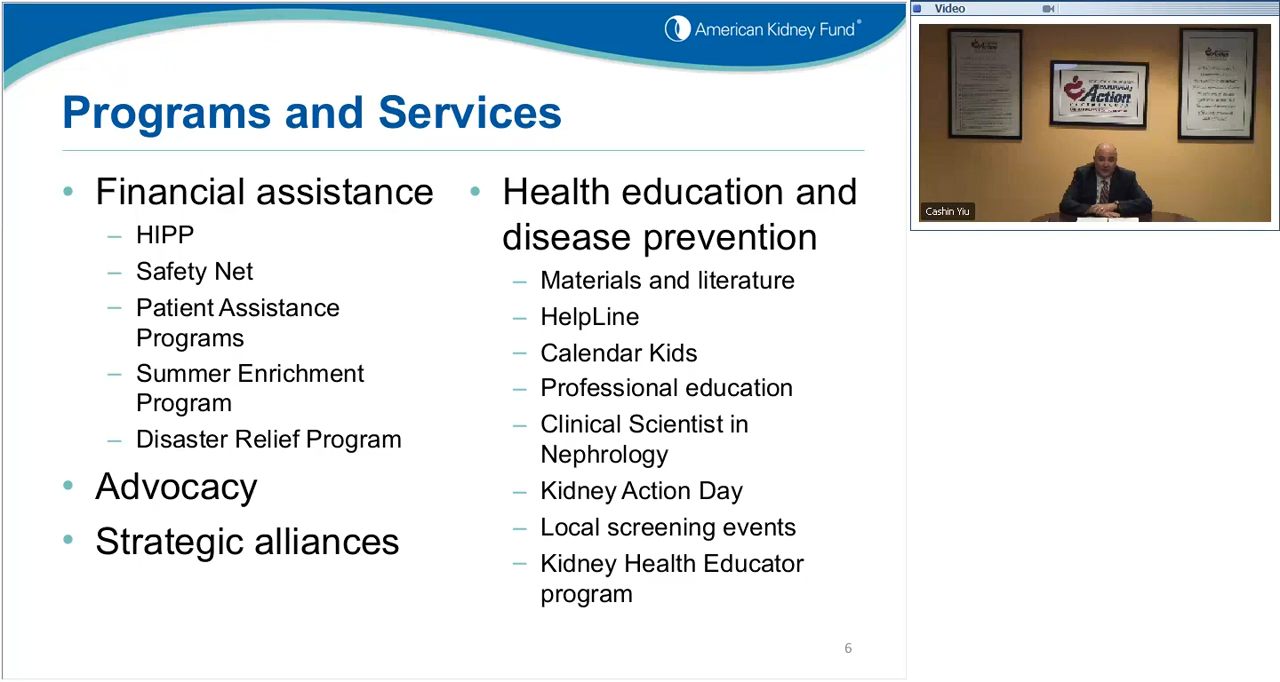 American Kidney Fund®
Programs and Services
• Financial assistance
– HIPP
– Safety Net
– Patient Assistance
Programs
– Summer Enrichment
Program
– Disaster Relief Program
• Advocacy
• Strategic alliances
• Health education and
disease prevention
– Materials and literature
– HelpLine
– Calendar Kids
– Professional education
– Clinical Scientist in
Nephrology
– Kidney Action Day
– Local screening events
– Kidney Health Educator
program
6
Video
Action
Cashin Yiu